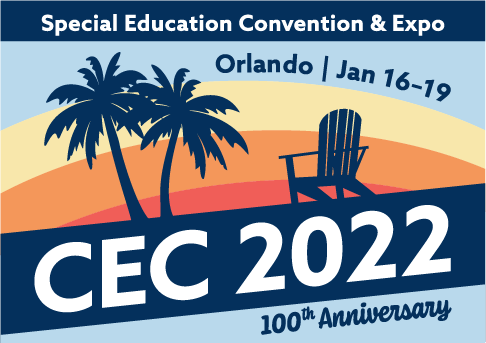 Special Education Convention & Expo
Orlando | Jan 16–19
CEC 2022
100th Anniversary